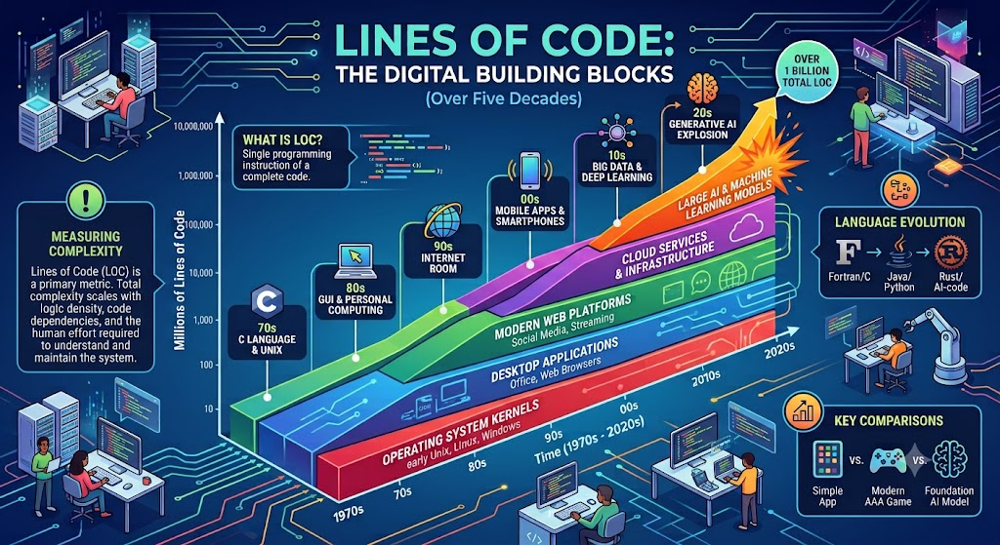 LINES OF CODE:
THE DIGITAL BUILDING BLOCKS
(Over Five Decades)
OVER
1 BILLION
TOTAL LOC
WHAT IS LOC?
Single programming
instruction of a
complete code.
MEASURING
COMPLEXITY
Lines of Code (LOC) is
a primary metric. Total
complexity scales with
logic density, code
dependencies, and the
human effort required
to understand and
maintain the system.
Millions of Lines of Code
10,000,000
1,000.000
100,000
10,000
1,000
100
10
C
70s
C LANGUAGE
& UNIX
80s
GUI & PERSONAL
COMPUTING
90s
INTERNET
ROOM
00s
MOBILE APPS &
SMARTPHONES
10s
BIG DATA &
DEEP LEARNING
20s
GENERATIVE AI
EXPLOSION
LARGE AI & MACHINE
LEARNING MODELS
CLOUD SERVICES
& INFRASTRUCTURE
MODERN WEB PLATFORMS
Social Media, Streaming
DESKTOP APPLICATIONS
Office, Web Browsers
OPERATING SYSTEM KERNELS
early Unix, Linux, Windows
1970s
70s
80s
90s
00s
2010s
2020s
Time (1970s - 2020s)
LANGUAGE EVOLUTION
F
R
Fortran/C
Java/
Python
Rust/
AI-code
KEY COMPARISONS
VS.
VS.
Simple
App
Modern
AAA Game
Foundation
AI Model
</>
</>